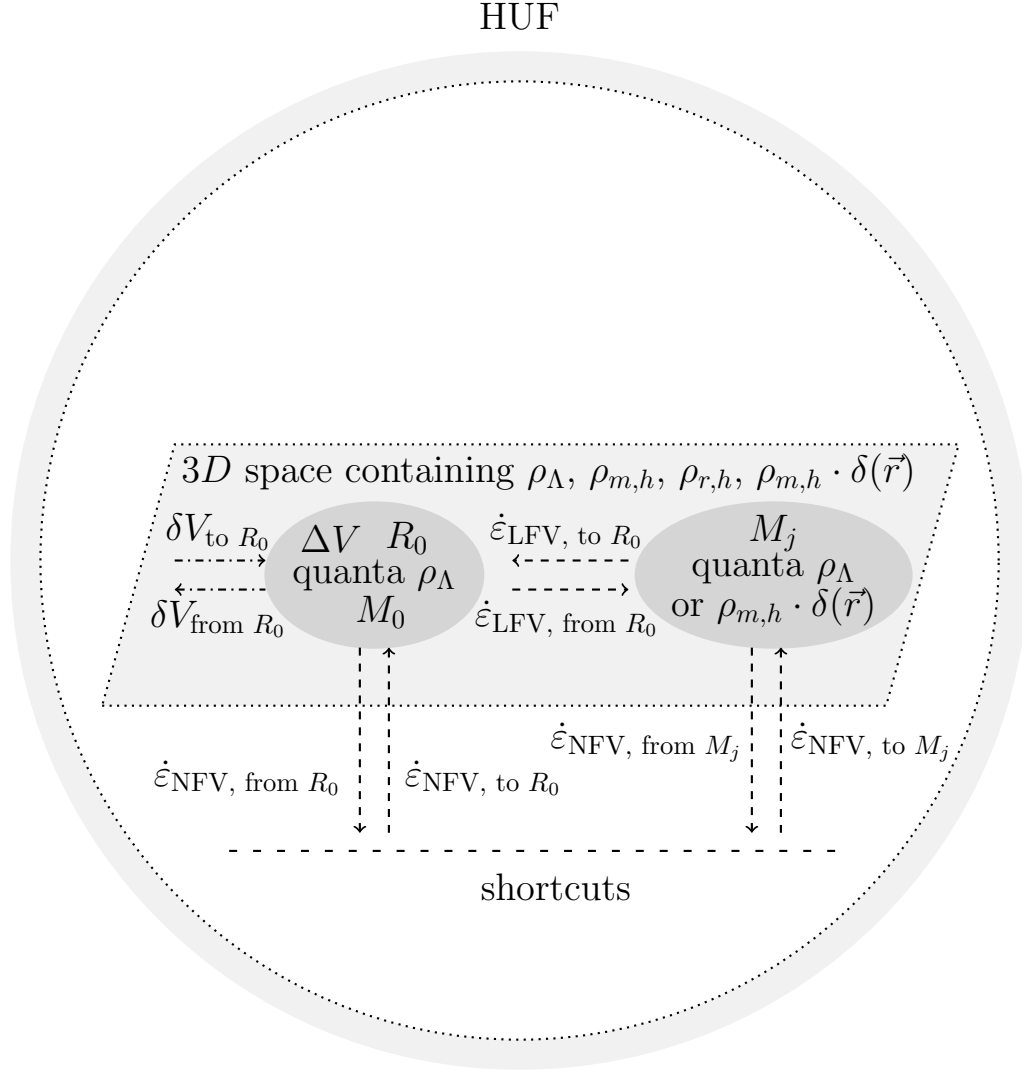 HUF
3D space containing ρ_Λ, ρ_{m,h}, ρ_{r,h}, ρ_{m,h} · δ(r⃗)
δV_{to R_0}
δV_{from R_0}
ΔV R_0
quanta ρ_Λ
M_0
ε̇_{LFV, to R_0}
ε̇_{LFV, from R_0}
M_j
quanta ρ_Λ
or ρ_{m,h} · δ(r⃗)
ε̇_{NFV, from R_0}
ε̇_{NFV, to R_0}
ε̇_{NFV, from M_j}
ε̇_{NFV, to M_j}
shortcuts